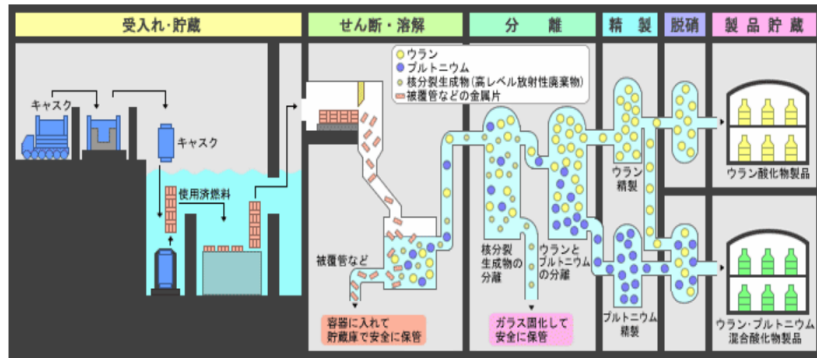 受入れ・貯蔵
せん断・溶解
分離
精製
脱硝
製品貯蔵
ウラン
プルトニウム
核分裂生成物(高レベル放射性廃棄物)
被覆管などの金属片
キャスク
キャスク
使用済燃料
被覆管など
容器に入れて
貯蔵庫で安全に保管
核分裂
生成物の
分離
ガラス固化して
安全に保管
ウランと
プルトニウム
の分離
ウラン
精製
プルトニウム
精製
ウラン酸化物製品
ウラン・プルトニウム
混合酸化物製品